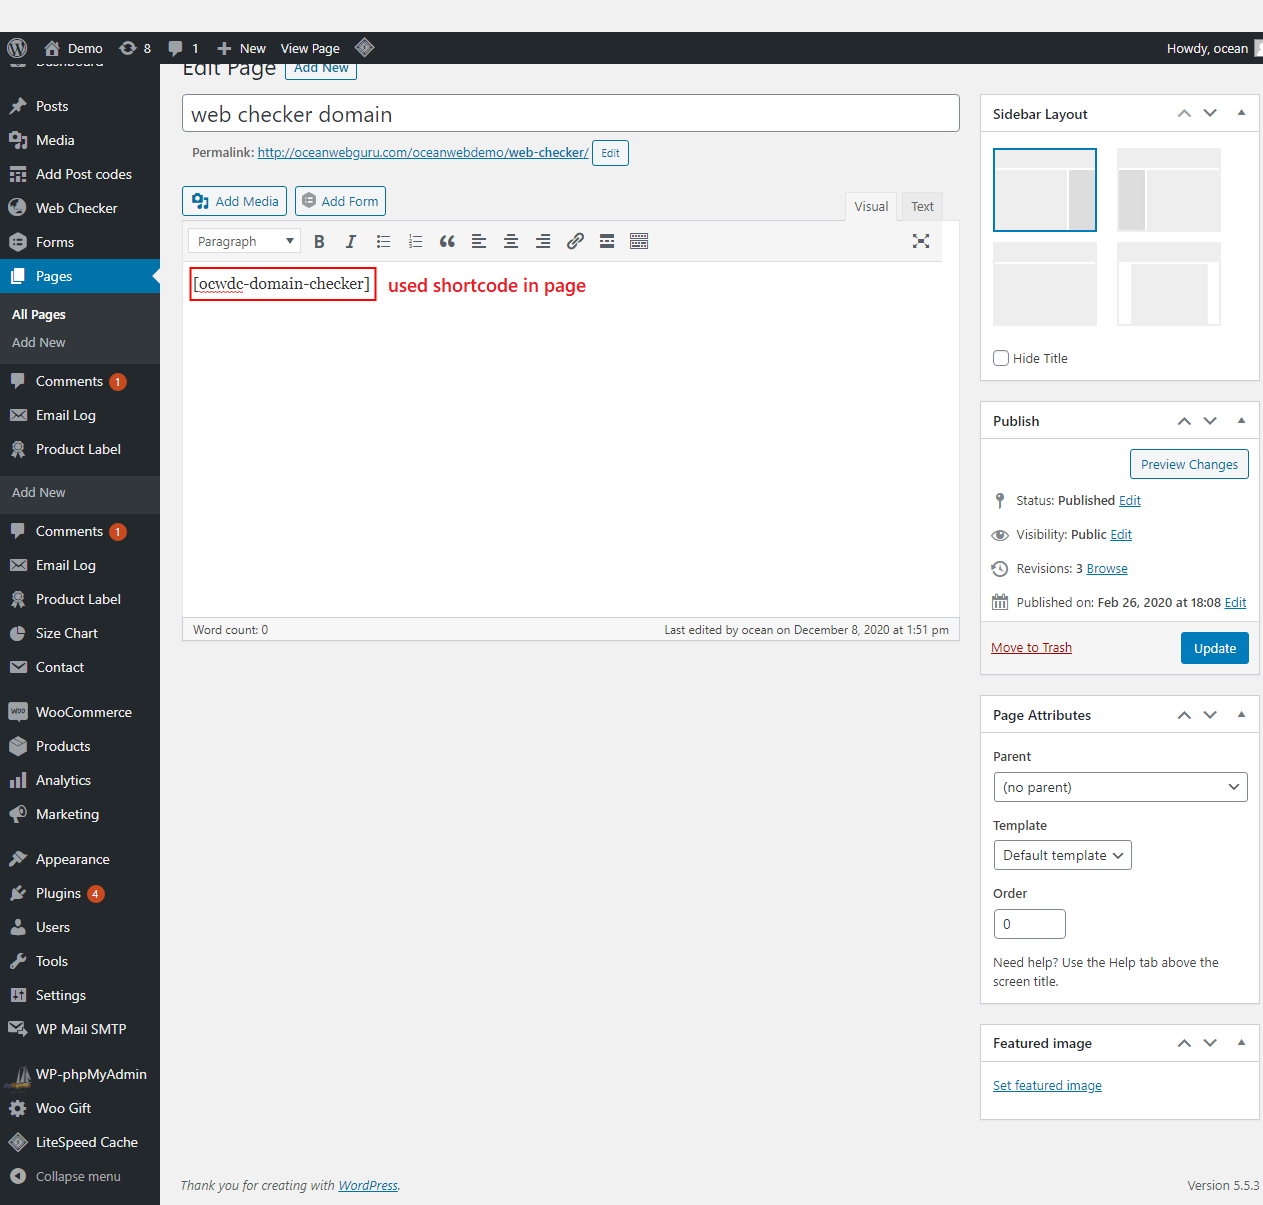 Demo 8 1 New View Page Howdy, ocean
Dashboard
Posts
Media
Add Post codes
Web Checker
Forms
Pages
All Pages
Add New
Comments 1
Email Log
Product Label
Add New
Comments 1
Email Log
Product Label
Size Chart
Contact
WooCommerce
Products
Analytics
Marketing
Appearance
Plugins 4
Users
Tools
Settings
WP Mail SMTP
WP-phpMyAdmin
Woo Gift
LiteSpeed Cache
Collapse menu
Edit Page Add New
web checker domain
Permalink: http://oceanwebguru.com/oceanwebdemo/web-checker/ Edit
Add Media Add Form
Visual Text
Paragraph B I
[ocwdc-domain-checker] used shortcode in page
Word count: 0 Last edited by ocean on December 8, 2020 at 1:51 pm
Sidebar Layout
Hide Title
Publish
Preview Changes
Status: Published Edit
Visibility: Public Edit
Revisions: 3 Browse
Published on: Feb 26, 2020 at 18:08 Edit
Move to Trash Update
Page Attributes
Parent
(no parent)
Template
Default template
Order
0
Need help? Use the Help tab above the
screen title.
Featured image
Set featured image
Thank you for creating with WordPress. Version 5.5.3